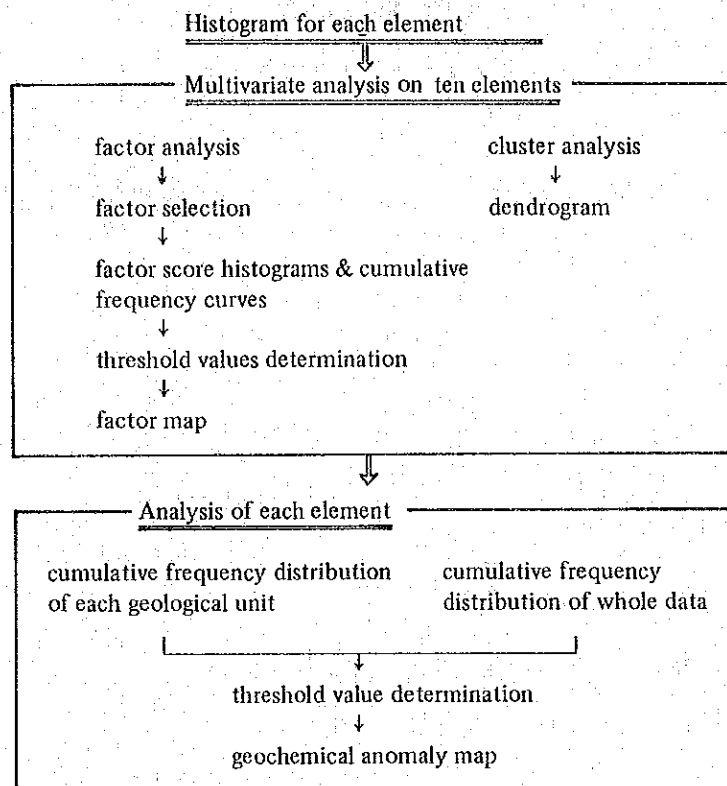 Histogram for each element
Multivariate analysis on ten elements
factor analysis
factor selection
factor score histograms & cumulative
frequency curves
threshold values determination
factor map
cluster analysis
dendrogram
Analysis of each element
cumulative frequency distribution
of each geological unit
cumulative frequency
distribution of whole data
threshold value determination
geochemical anomaly map